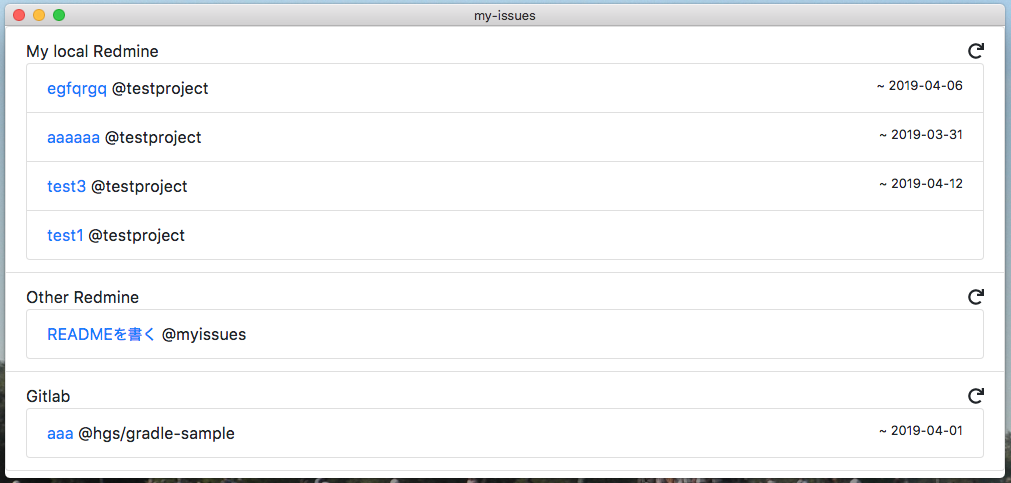 my-issues
My local Redmine
egfqrgq @testproject ~ 2019-04-06
aaaaaa @testproject ~ 2019-03-31
test3 @testproject ~ 2019-04-12
test1 @testproject
Other Redmine
READMEを書く @myissues
Gitlab
aaa @hgs/gradle-sample ~ 2019-04-01